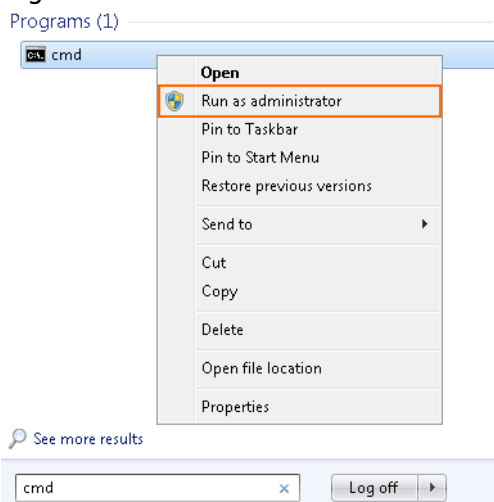 Programs (1)
cmd
Open
Run as administrator
Pin to Taskbar
Pin to Start Menu
Restore previous versions
Send to
Cut
Copy
Delete
Open file location
Properties
See more results
cmd
Log off